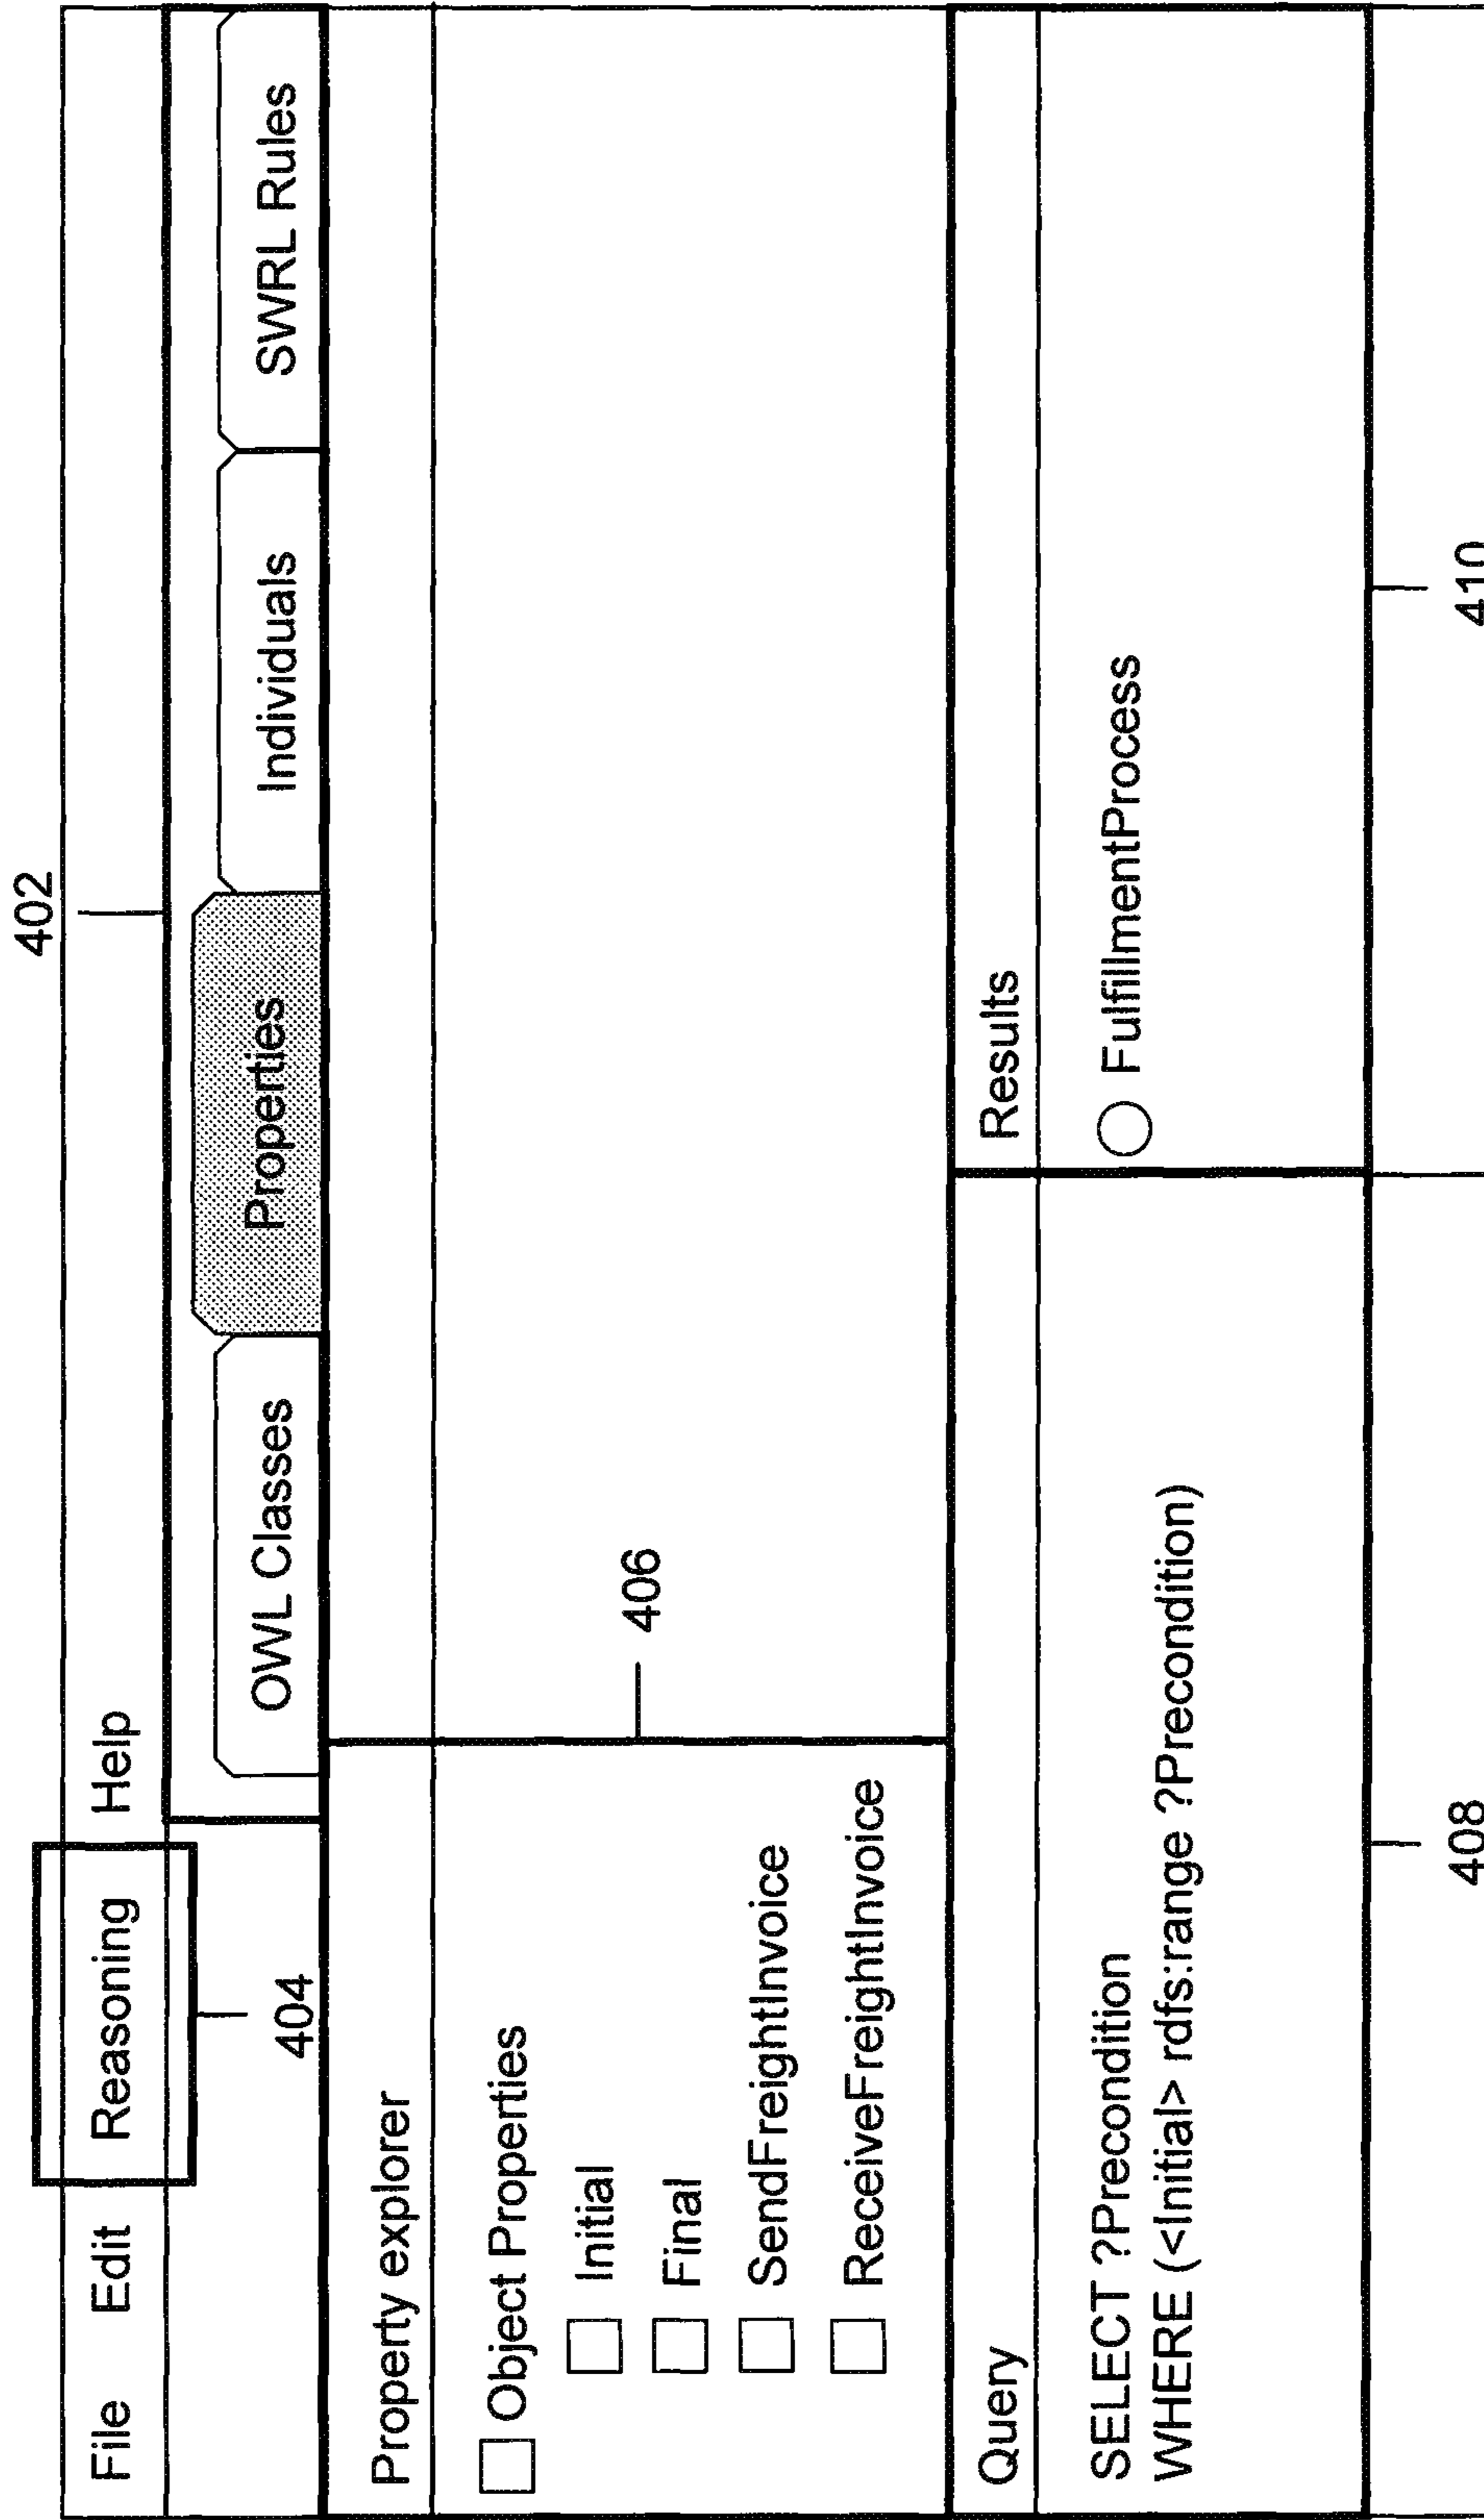 402
File Edit Reasoning Help
404
OWL Classes Properties Individuals SWRL Rules
Property explorer
Object Properties
Initial
Final
SendFreightInvoice
ReceiveFreightInvoice
406
Query
SELECT ?Precondition
WHERE (<Initial> rdfs:range ?Precondition)
Results
FulfillmentProcess
408
410